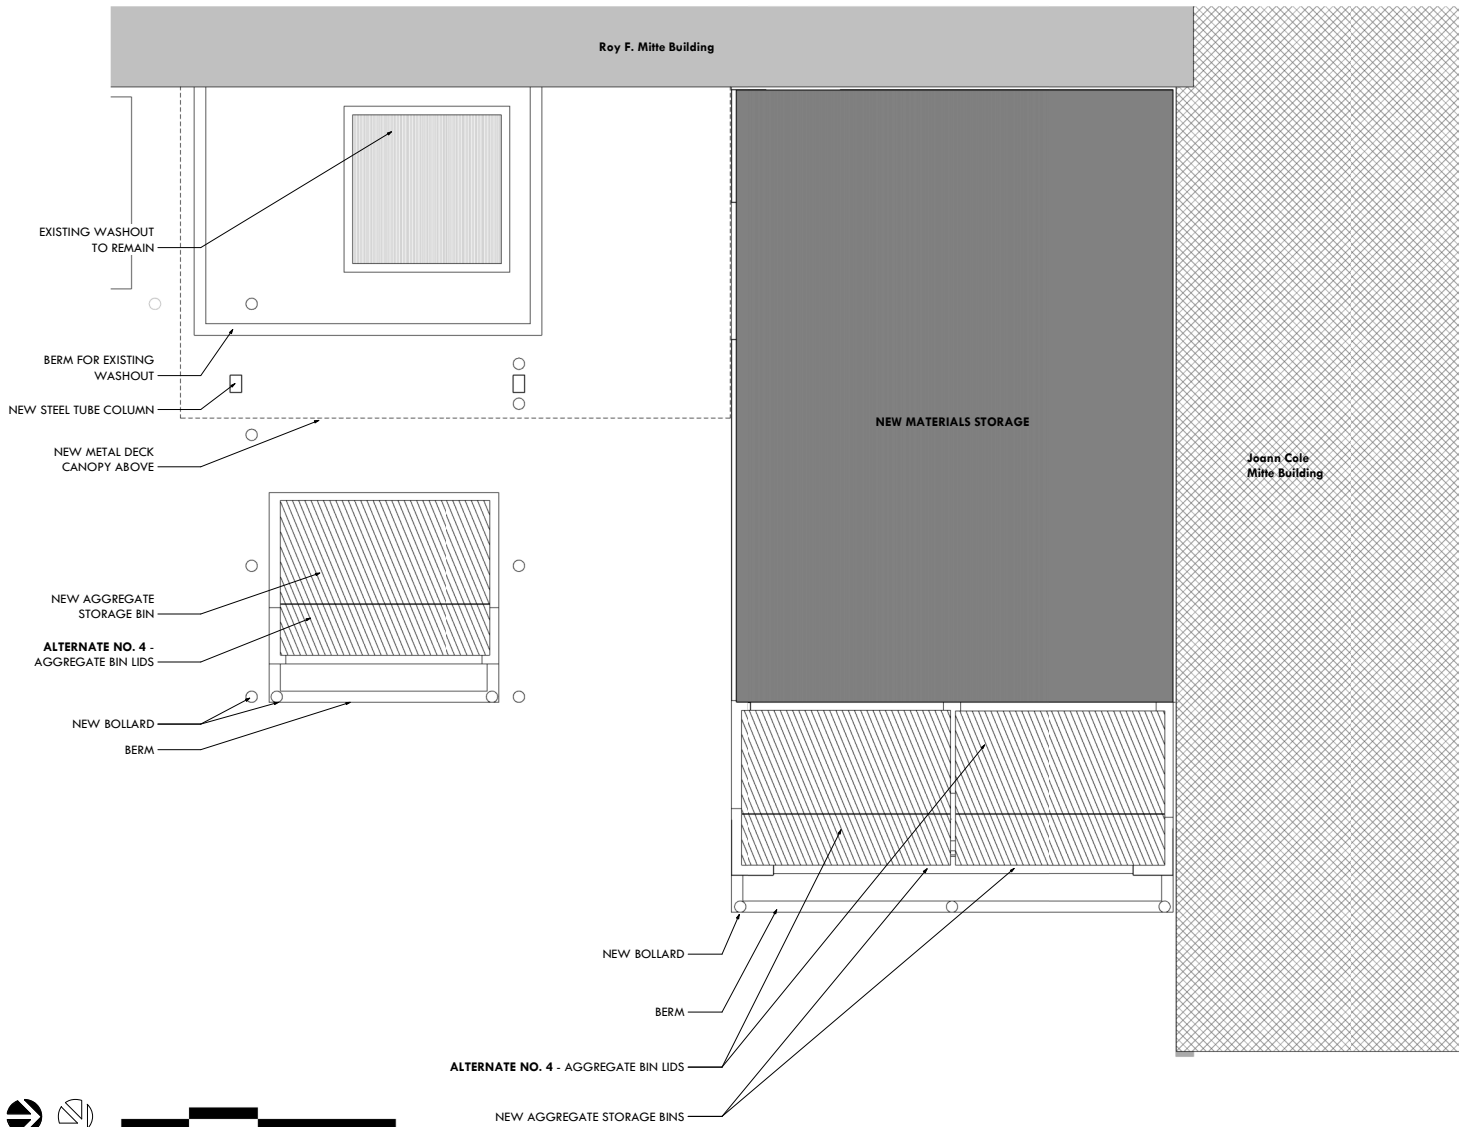 Roy F. Mitte Building
EXISTING WASHOUT
TO REMAIN
BERM FOR EXISTING
WASHOUT
NEW STEEL TUBE COLUMN
NEW METAL DECK
CANOPY ABOVE
NEW MATERIALS STORAGE
Joann Cole
Mitte Building
NEW AGGREGATE
STORAGE BIN
ALTERNATE NO. 4 -
AGGREGATE BIN LIDS
NEW BOLLARD
BERM
NEW BOLLARD
BERM
ALTERNATE NO. 4 - AGGREGATE BIN LIDS
NEW AGGREGATE STORAGE BINS